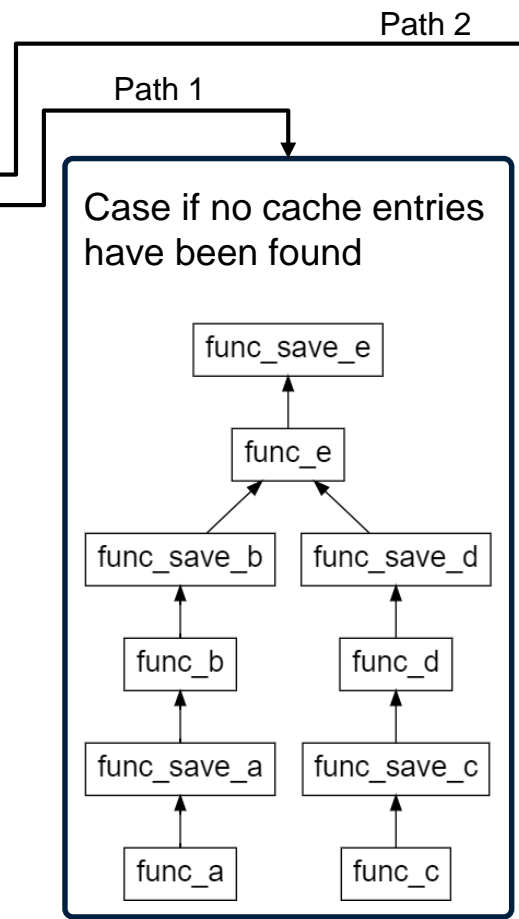 Path 2
Path 1
Case if no cache entries
have been found
func_save_e
func_e
func_save_b
func_save_d
func_b
func_d
func_save_a
func_save_c
func_a
func_c